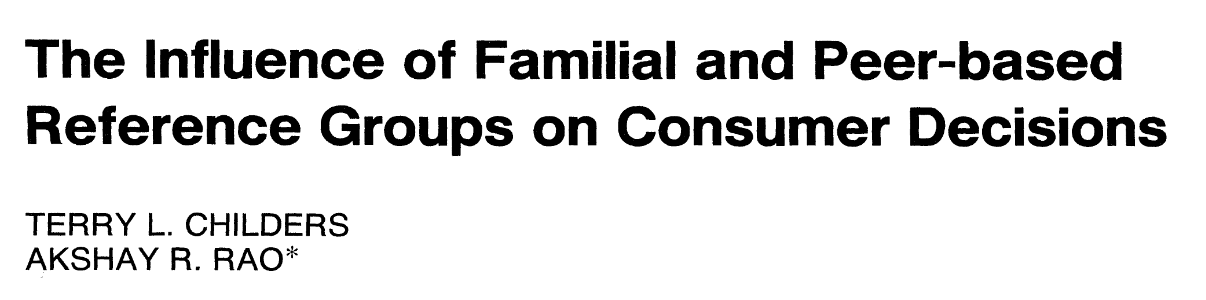 The Influence of Familial and Peer-based
Reference Groups on Consumer Decisions
TERRY L. CHILDERS
AKSHAY R. RAO*